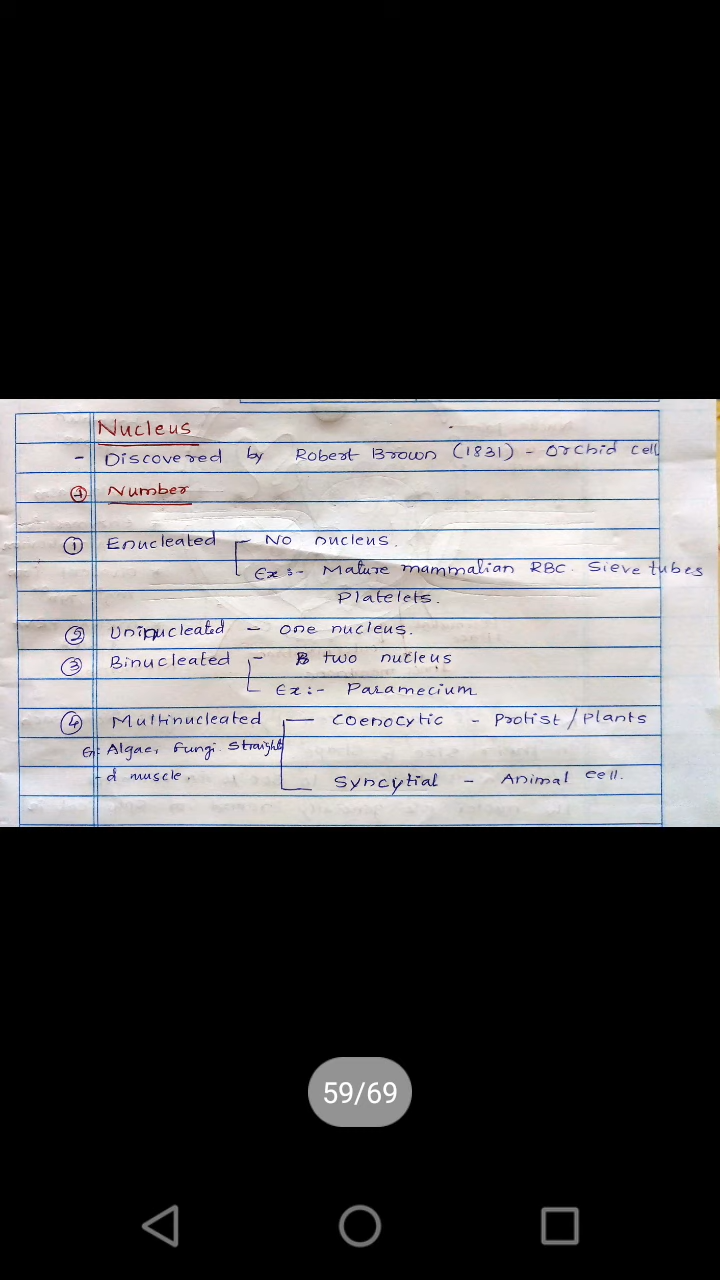 Nucleus
- Discovered by Robert Brown (1831) - Orchid cell
④ Number
① Enucleated - No nucleus.
Ex :- Mature mammalian RBC. Sieve tubes
Platelets.
② Uninucleated - one nucleus.
③ Binucleated - two nucleus
Ex :- Paramecium
④ Multinucleated - Coenocytic - Protist / Plants
Eg: Algae, Fungi. Straight
-d muscle.
Syncytial - Animal cell.
59/69